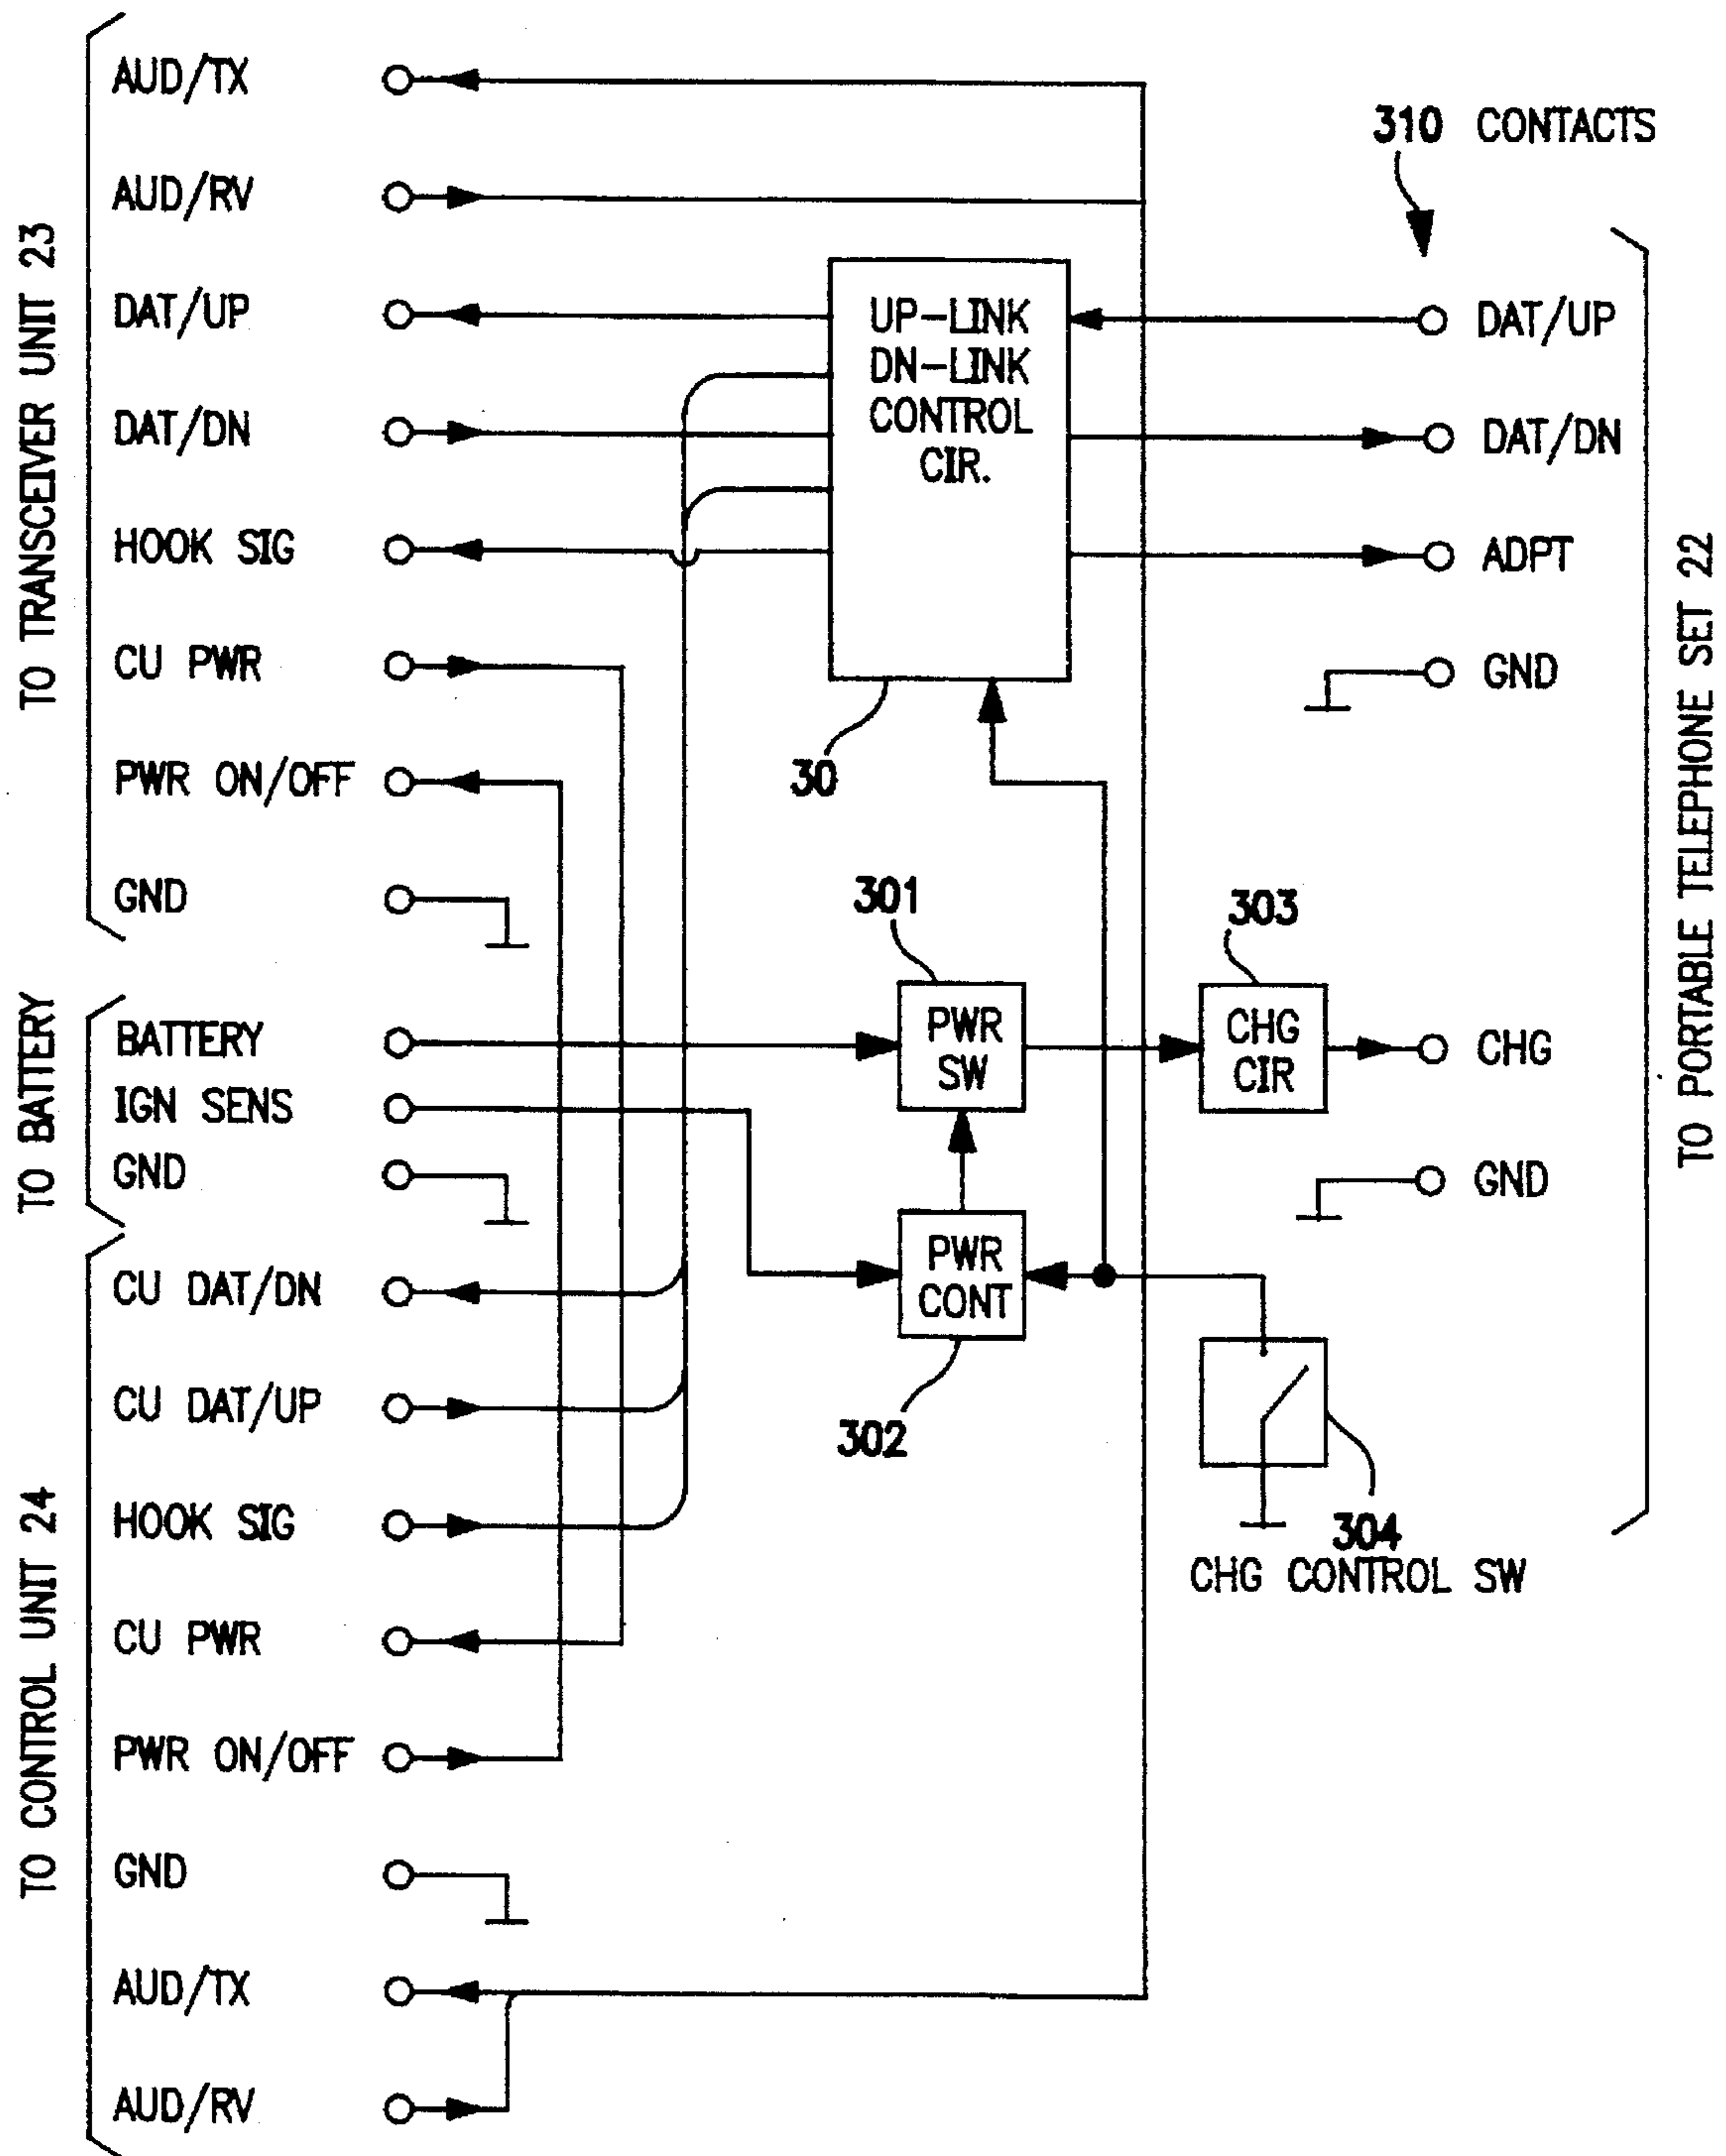 TO TRANSCEIVER UNIT 23
AUD/TX
AUD/RV
DAT/UP
DAT/DN
HOOK SIG
CU PWR
PWR ON/OFF
GND
TO BATTERY
BATTERY
IGN SENS
GND
TO CONTROL UNIT 24
CU DAT/DN
CU DAT/UP
HOOK SIG
CU PWR
PWR ON/OFF
GND
AUD/TX
AUD/RV
UP-LINK
DN-LINK
CONTROL
CIR.
30
301
PWR
SW
PWR
CONT
302
303
CHG
CIR
304
CHG CONTROL SW
310 CONTACTS
DAT/UP
DAT/DN
ADPT
GND
CHG
GND
TO PORTABLE TELEPHONE SET 22